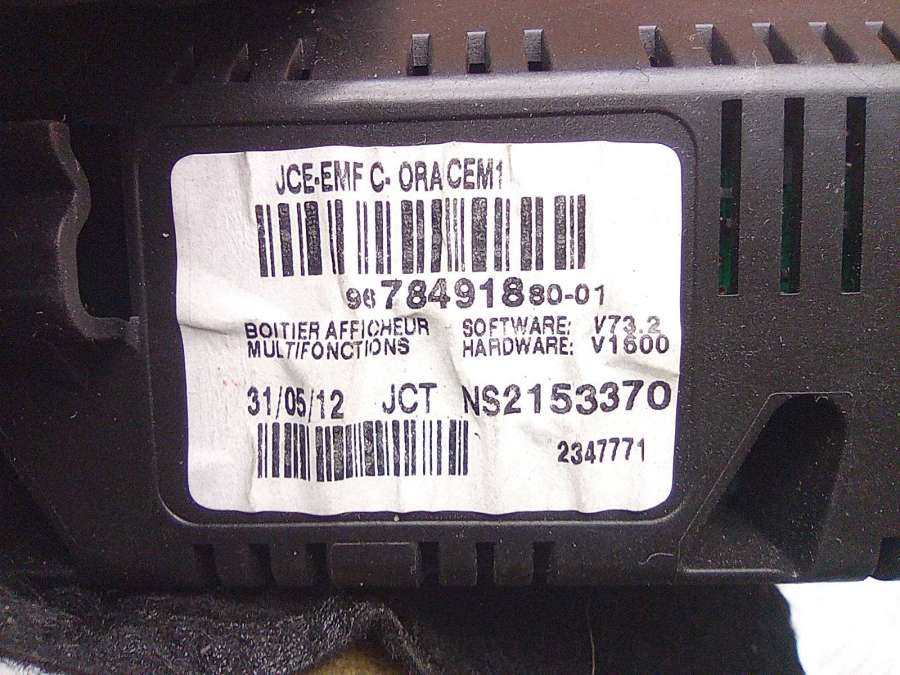 JCE-EMF C- ORA CEM1
9678491880-01
BOITIER AFFICHEUR SOFTWARE: V73.2
MULTIFONCTIONS HARDWARE: V1600
31/05/12 JCT NS2153370
2347771